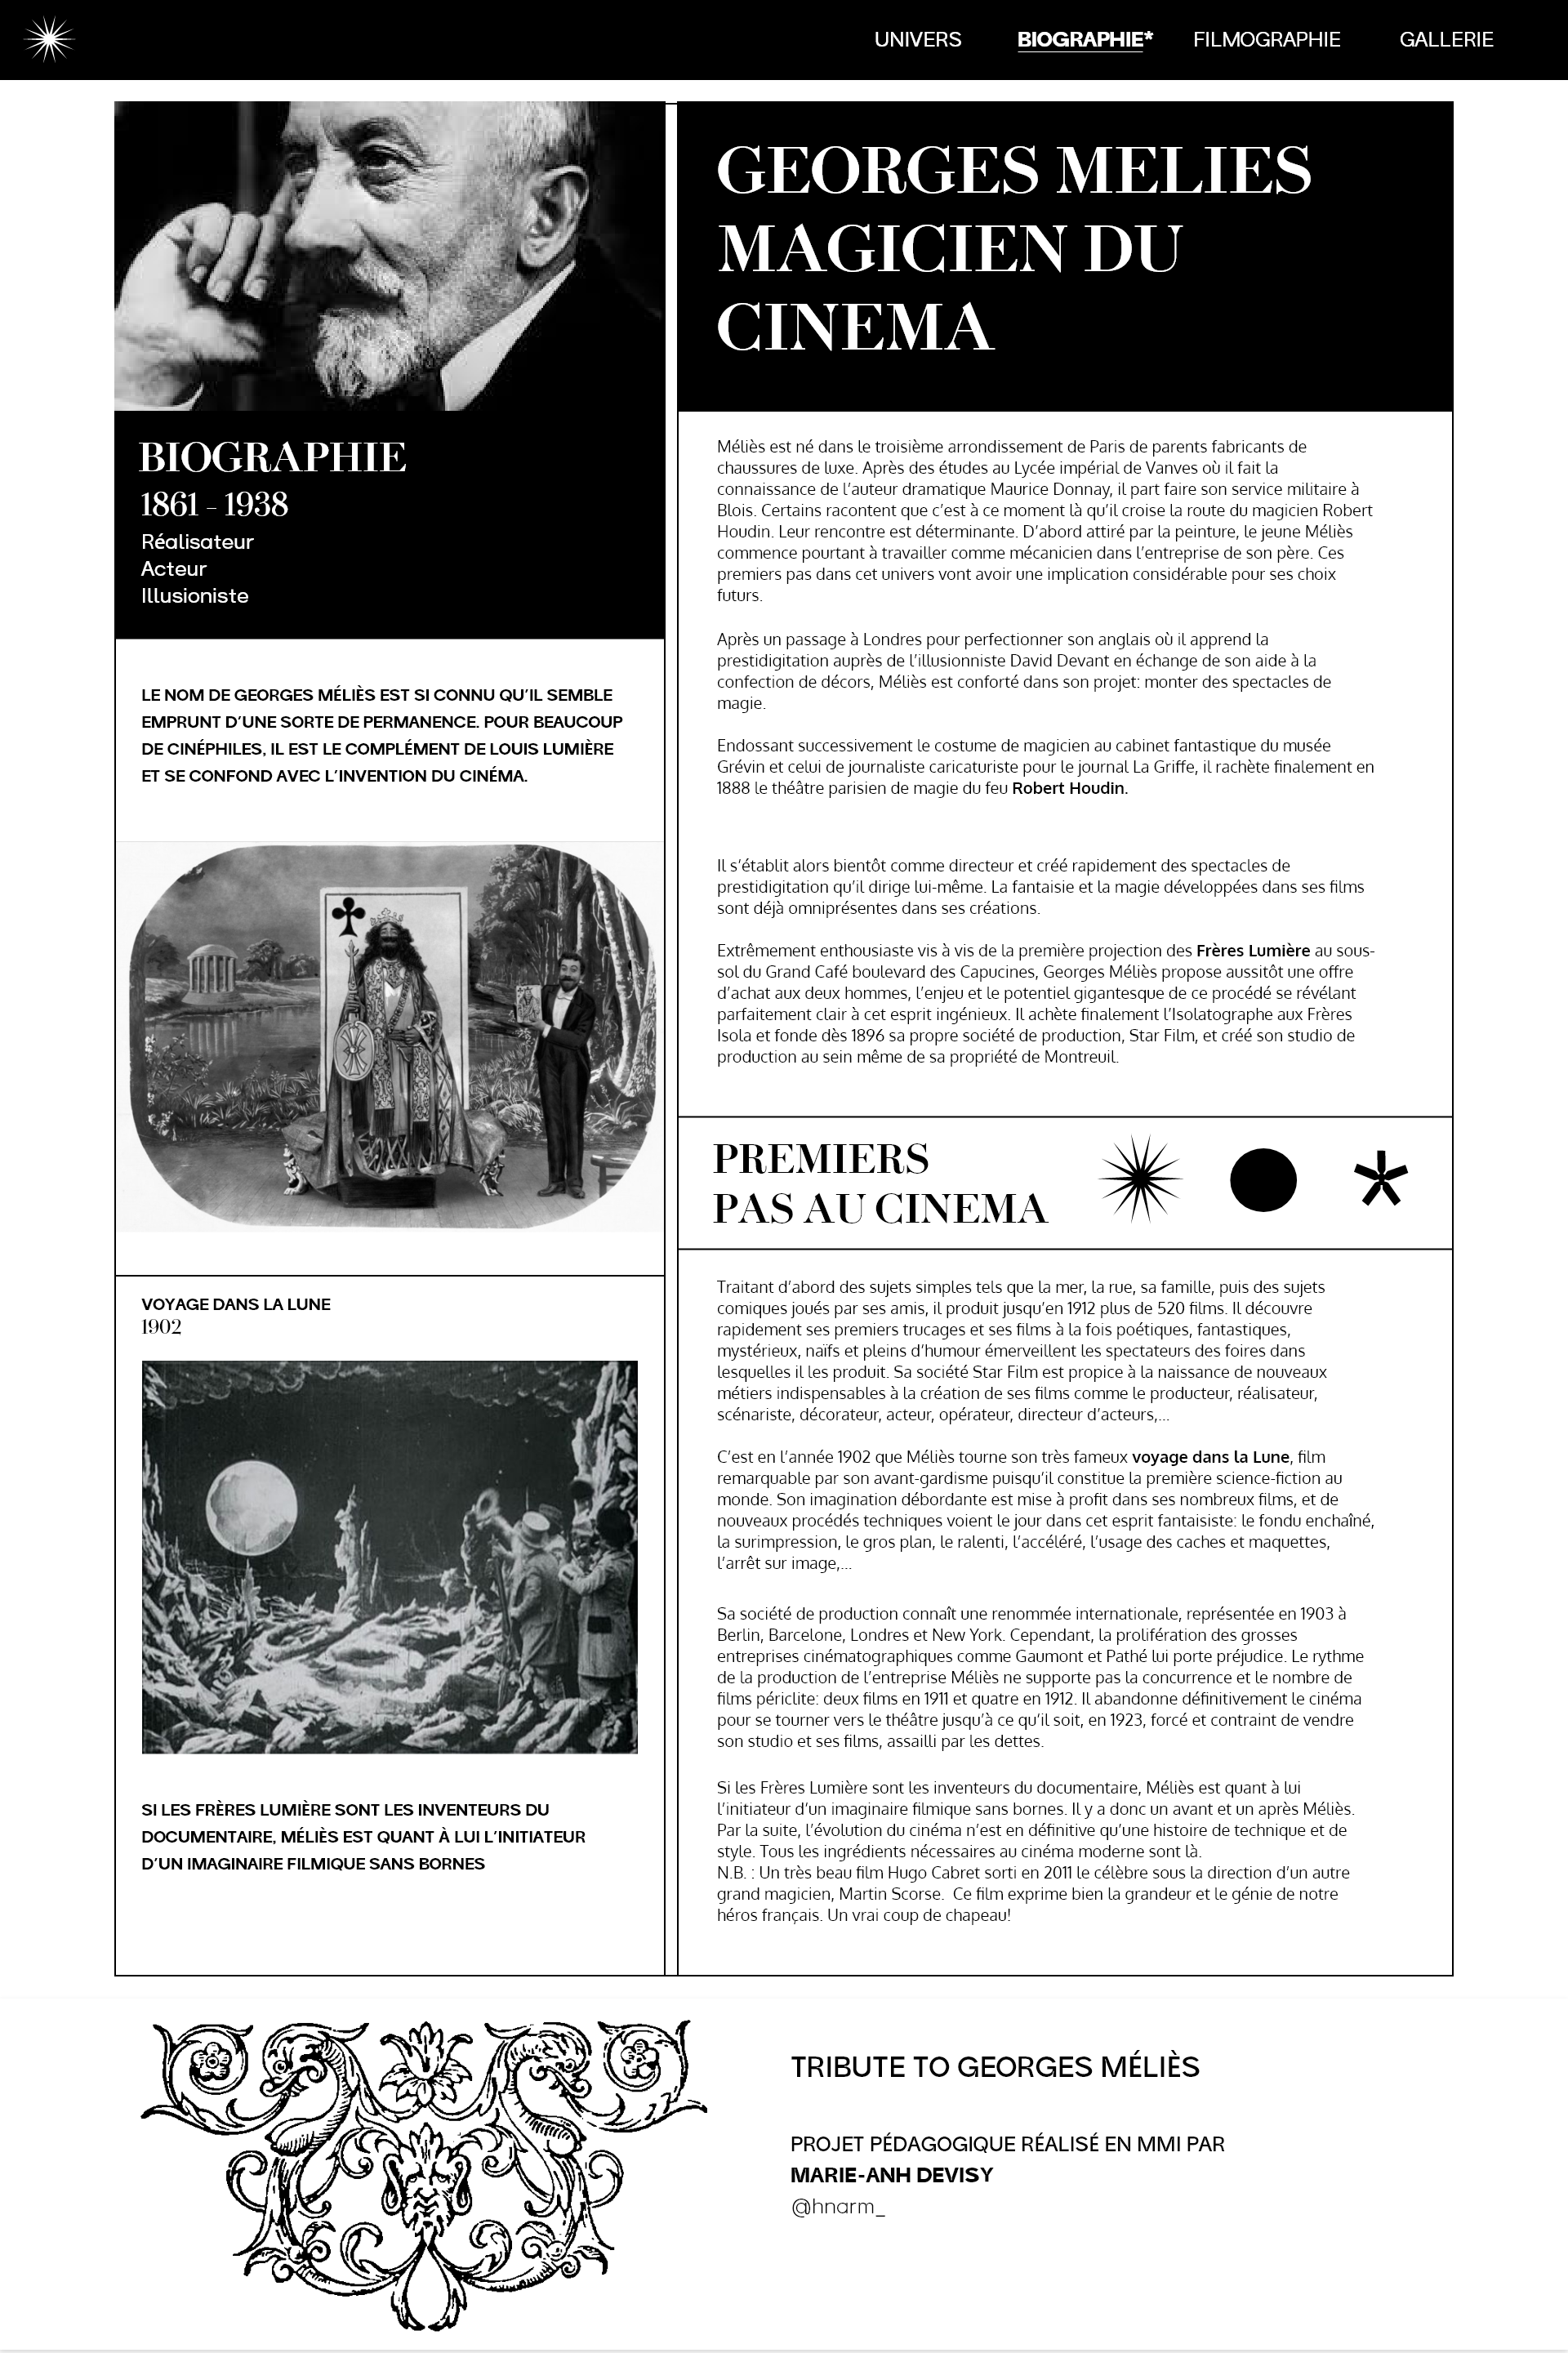 UNIVERS BIOGRAPHIE* FILMOGRAPHIE GALLERIE
BIOGRAPHIE
1861 - 1938
Réalisateur
Acteur
Illusioniste
LE NOM DE GEORGES MÉLIÈS EST SI CONNU QU'IL SEMBLE
EMPRUNT D'UNE SORTE DE PERMANENCE. POUR BEAUCOUP
DE CINÉPHILES, IL EST LE COMPLÉMENT DE LOUIS LUMIÈRE
ET SE CONFOND AVEC L'INVENTION DU CINÉMA.
VOYAGE DANS LA LUNE
1902
SI LES FRÈRES LUMIÈRE SONT LES INVENTEURS DU
DOCUMENTAIRE, MÉLIÈS EST QUANT À LUI L'INITIATEUR
D'UN IMAGINAIRE FILMIQUE SANS BORNES
GEORGES MELIES
MAGICIEN DU
CINEMA
Méliès est né dans le troisième arrondissement de Paris de parents fabricants de
chaussures de luxe. Après des études au Lycée impérial de Vanves où il fait la
connaissance de l'auteur dramatique Maurice Donnay, il part faire son service militaire à
Blois. Certains racontent que c'est à ce moment là qu'il croise la route du magicien Robert
Houdin. Leur rencontre est déterminante. D'abord attiré par la peinture, le jeune Méliès
commence pourtant à travailler comme mécanicien dans l'entreprise de son père. Ces
premiers pas dans cet univers vont avoir une implication considérable pour ses choix
futurs.
Après un passage à Londres pour perfectionner son anglais où il apprend la
prestidigitation auprès de l'illusionniste David Devant en échange de son aide à la
confection de décors, Méliès est conforté dans son projet: monter des spectacles de
magie.
Endossant successivement le costume de magicien au cabinet fantastique du musée
Grévin et celui de journaliste caricaturiste pour le journal La Griffe, il rachète finalement en
1888 le théâtre parisien de magie du feu Robert Houdin.
Il s'établit alors bientôt comme directeur et créé rapidement des spectacles de
prestidigitation qu'il dirige lui-même. La fantaisie et la magie développées dans ses films
sont déjà omniprésentes dans ses créations.
Extrêmement enthousiaste vis à vis de la première projection des Frères Lumière au sous-
sol du Grand Café boulevard des Capucines, Georges Méliès propose aussitôt une offre
d'achat aux deux hommes, l'enjeu et le potentiel gigantesque de ce procédé se révélant
parfaitement clair à cet esprit ingénieux. Il achète finalement l'Isolatographe aux Frères
Isola et fonde dès 1896 sa propre société de production, Star Film, et créé son studio de
production au sein même de sa propriété de Montreuil.
PREMIERS
PAS AU CINEMA
Traitant d'abord des sujets simples tels que la mer, la rue, sa famille, puis des sujets
comiques joués par ses amis, il produit jusqu'en 1912 plus de 520 films. Il découvre
rapidement ses premiers trucages et ses films à la fois poétiques, fantastiques,
mystérieux, naïfs et pleins d'humour émerveillent les spectateurs des foires dans
lesquelles il les produit. Sa société Star Film est propice à la naissance de nouveaux
métiers indispensables à la création de ses films comme le producteur, réalisateur,
scénariste, décorateur, acteur, opérateur, directeur d'acteurs,...
C'est en l'année 1902 que Méliès tourne son très fameux voyage dans la Lune, film
remarquable par son avant-gardisme puisqu'il constitue la première science-fiction au
monde. Son imagination débordante est mise à profit dans ses nombreux films, et de
nouveaux procédés techniques voient le jour dans cet esprit fantaisiste: le fondu enchaîné,
la surimpression, le gros plan, le ralenti, l'accéléré, l'usage des caches et maquettes,
l'arrêt sur image,...
Sa société de production connaît une renommée internationale, représentée en 1903 à
Berlin, Barcelone, Londres et New York. Cependant, la prolifération des grosses
entreprises cinématographiques comme Gaumont et Pathé lui porte préjudice. Le rythme
de la production de l'entreprise Méliès ne supporte pas la concurrence et le nombre de
films périclite: deux films en 1911 et quatre en 1912. Il abandonne définitivement le cinéma
pour se tourner vers le théâtre jusqu'à ce qu'il soit, en 1923, forcé et contraint de vendre
son studio et ses films, assailli par les dettes.
Si les Frères Lumière sont les inventeurs du documentaire, Méliès est quant à lui
l'initiateur d'un imaginaire filmique sans bornes. Il y a donc un avant et un après Méliès.
Par la suite, l'évolution du cinéma n'est en définitive qu'une histoire de technique et de
style. Tous les ingrédients nécessaires au cinéma moderne sont là.
N.B. : Un très beau film Hugo Cabret sorti en 2011 le célèbre sous la direction d'un autre
grand magicien, Martin Scorse.  Ce film exprime bien la grandeur et le génie de notre
héros français. Un vrai coup de chapeau!
TRIBUTE TO GEORGES MÉLIÈS
PROJET PÉDAGOGIQUE RÉALISÉ EN MMI PAR
MARIE-ANH DEVISY
@hnarm_